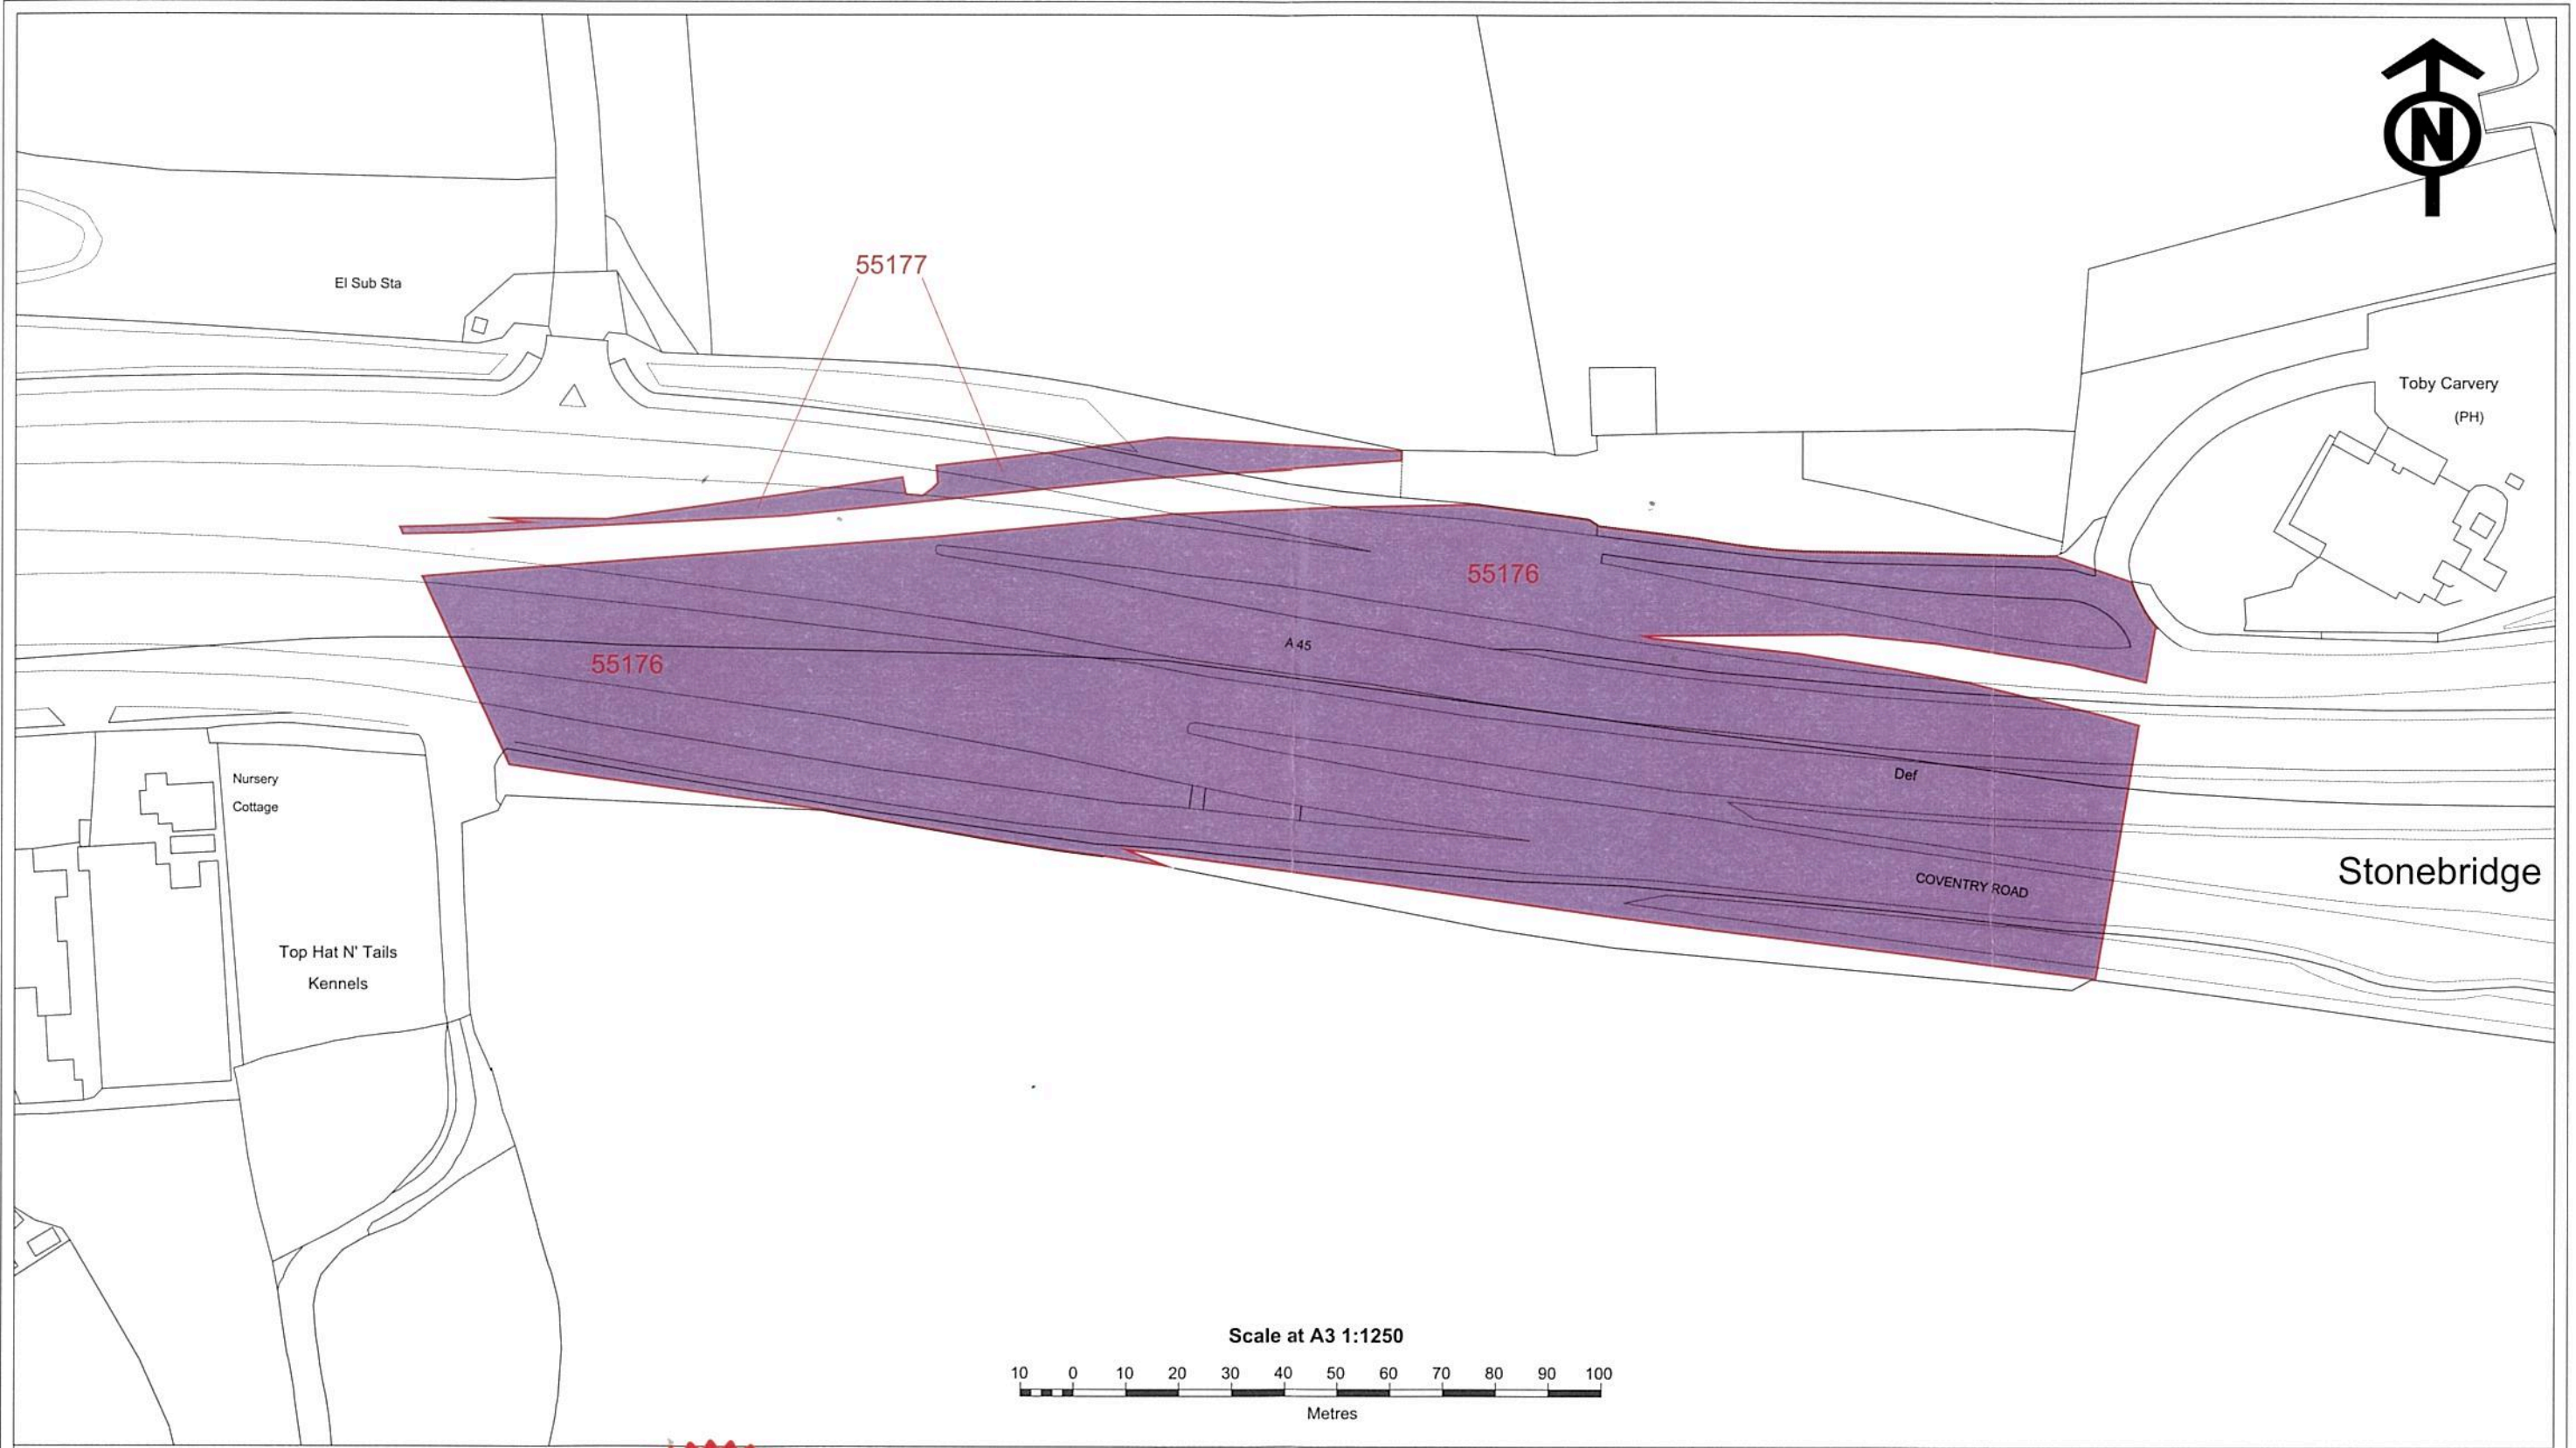 N
55177
El Sub Sta
Toby Carvery
(PH)
55176
A 45
55176
Def
Nursery
Cottage
Stonebridge
COVENTRY ROAD
Top Hat N' Tails
Kennels
Scale at A3 1:1250
10 0 10 20 30 40 50 60 70 80 90 100
Metres